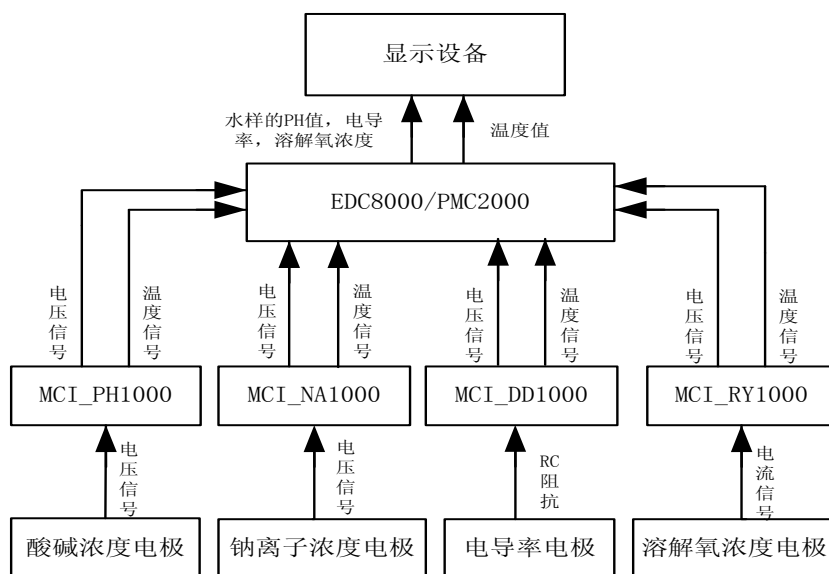 显示设备
水样的PH值，电导
率，溶解氧浓度
温度值
EDC8000/PMC2000
电压信号
温度信号
电压信号
温度信号
电压信号
温度信号
电压信号
温度信号
MCI_PH1000
MCI_NA1000
MCI_DD1000
MCI_RY1000
电压信号
电压信号
RC
阻抗
电流信号
酸碱浓度电极
钠离子浓度电极
电导率电极
溶解氧浓度电极